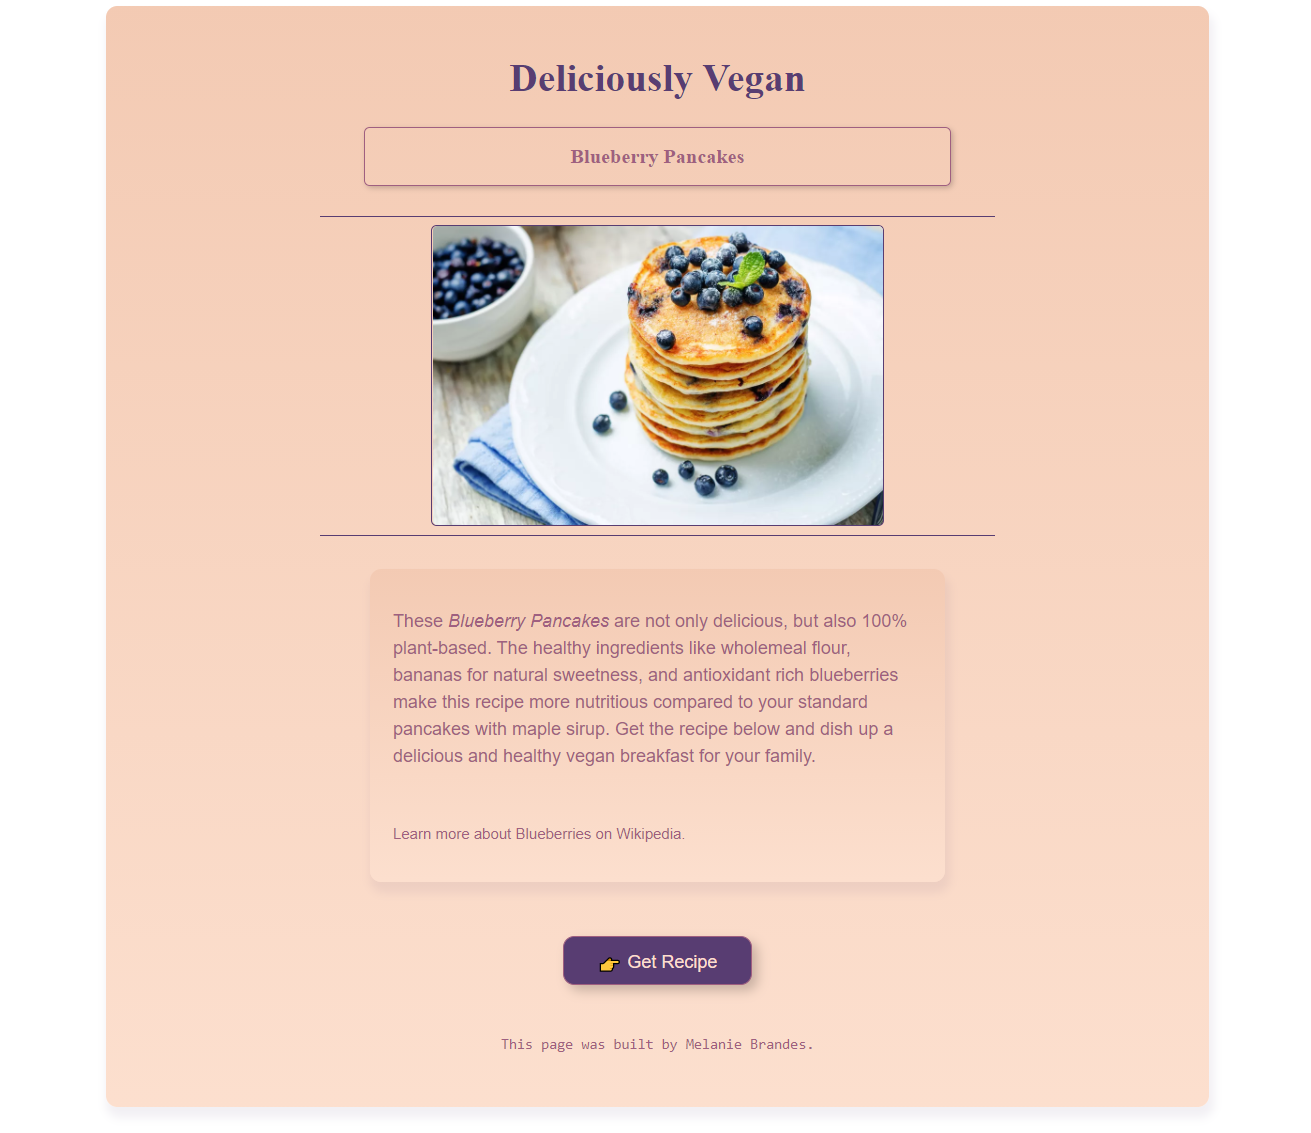 Deliciously Vegan
Blueberry Pancakes
These Blueberry Pancakes are not only delicious, but also 100%
plant-based. The healthy ingredients like wholemeal flour,
bananas for natural sweetness, and antioxidant rich blueberries
make this recipe more nutritious compared to your standard
pancakes with maple sirup. Get the recipe below and dish up a
delicious and healthy vegan breakfast for your family.
Learn more about Blueberries on Wikipedia.
👉 Get Recipe
This page was built by Melanie Brandes.